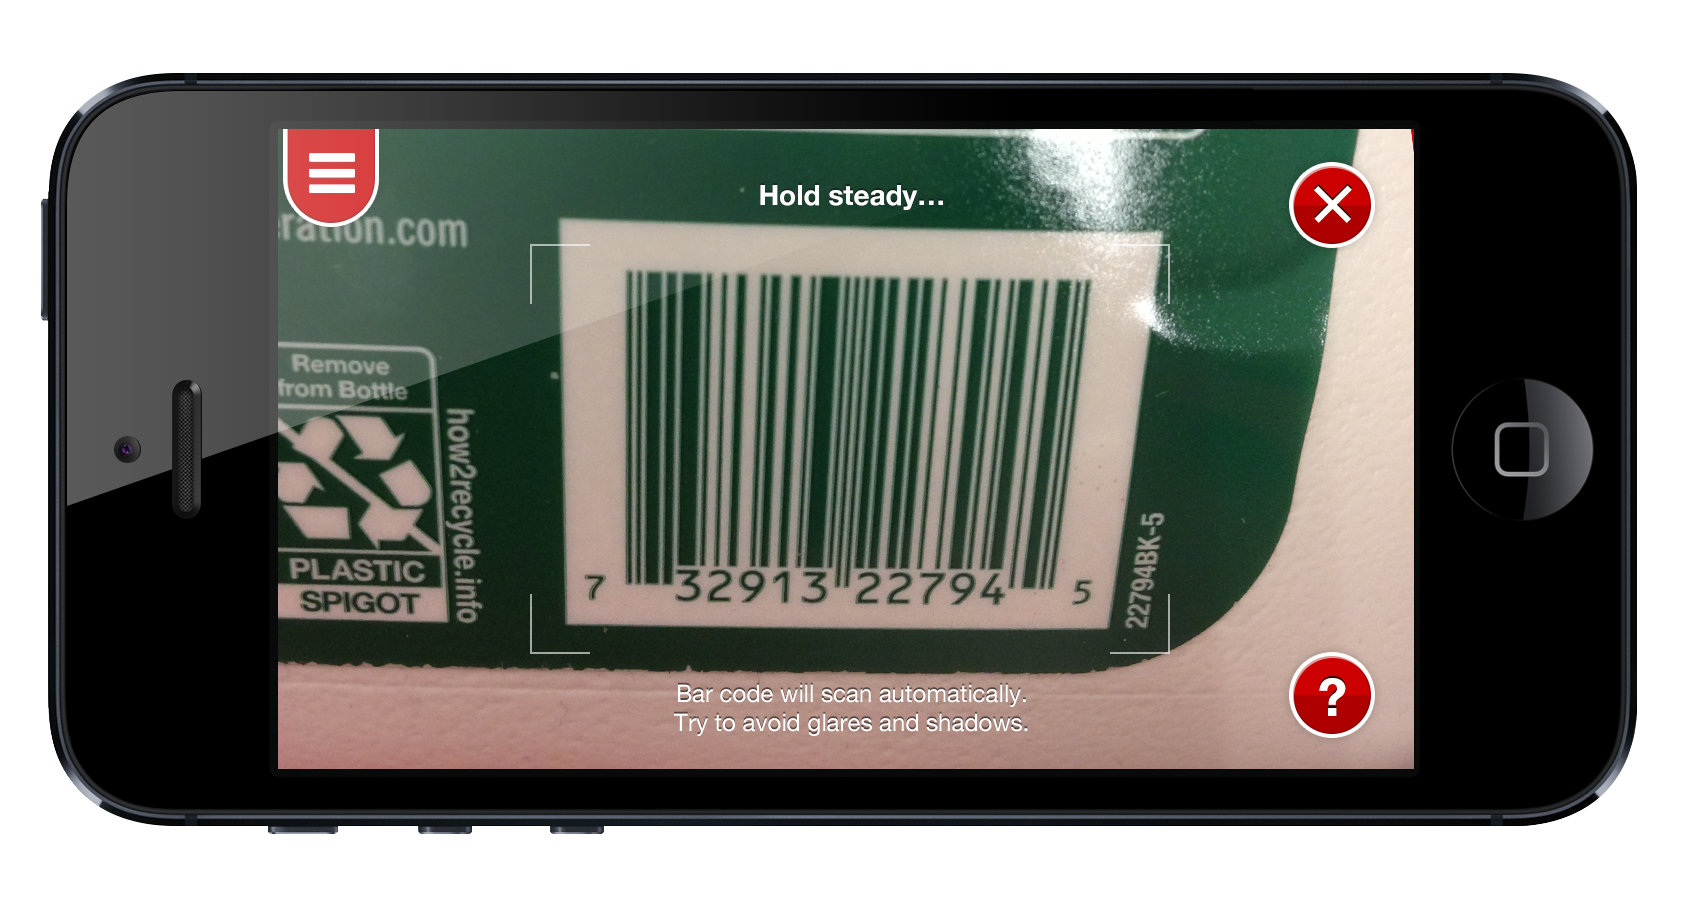 Hold steady...
eration.com
Remove
from Bottle
how2recycle.info
PLASTIC
SPIGOT
7 32913 22794 5
22794BK-5
Bar code will scan automatically.
Try to avoid glares and shadows.
?